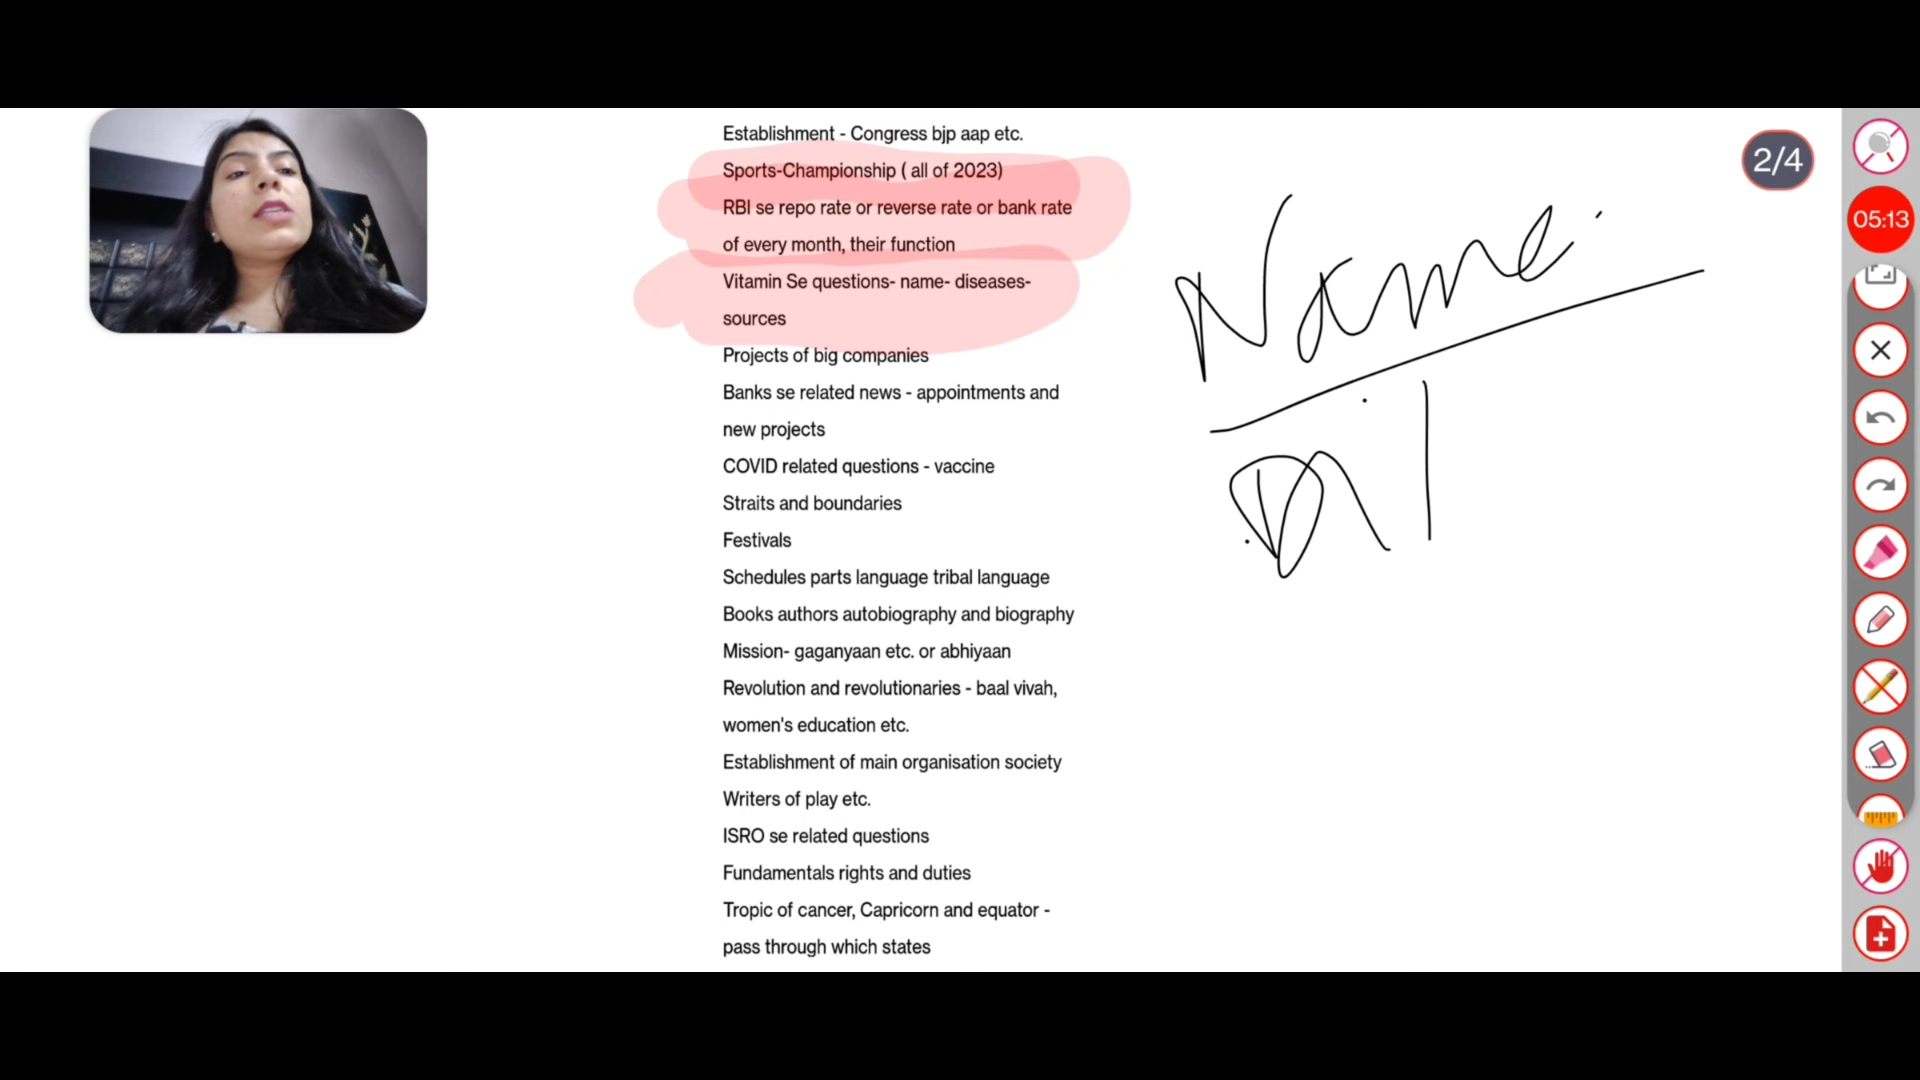 Establishment - Congress bjp aap etc.
Sports-Championship ( all of 2023)
RBI se repo rate or reverse rate or bank rate
of every month, their function
Vitamin Se questions- name- diseases-
sources
Projects of big companies
Banks se related news - appointments and
new projects
COVID related questions - vaccine
Straits and boundaries
Festivals
Schedules parts language tribal language
Books authors autobiography and biography
Mission- gaganyaan etc. or abhiyaan
Revolution and revolutionaries - baal vivah,
women's education etc.
Establishment of main organisation society
Writers of play etc.
ISRO se related questions
Fundamentals rights and duties
Tropic of cancer, Capricorn and equator -
pass through which states
Name
2/4
05:13